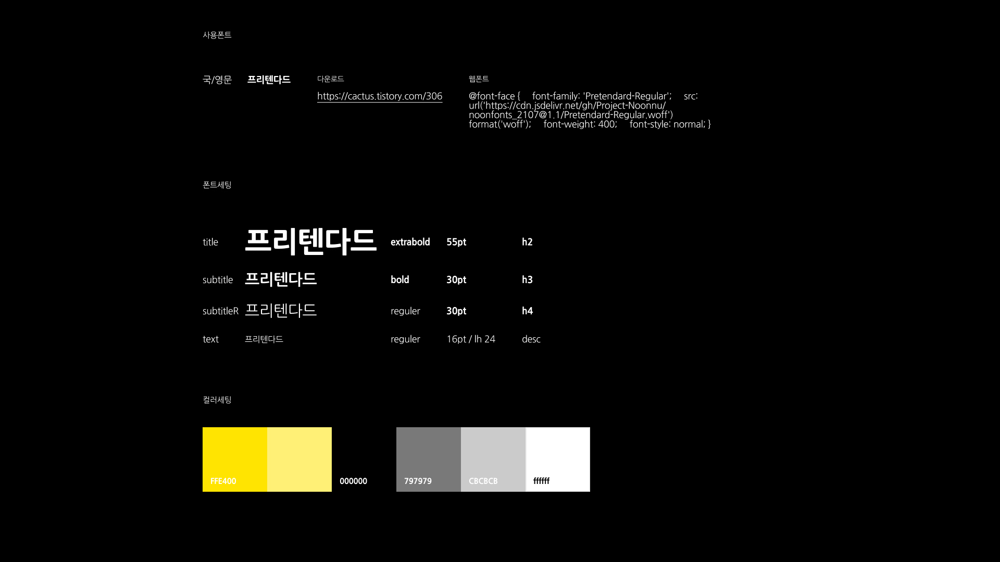 사용폰트
국/영문 프리텐다드 다운로드 웹폰트
https://cactus.tistory.com/306
@font-face { font-family: 'Pretendard-Regular'; src:
url('https://cdn.jsdelivr.net/gh/Project-Noonnu/
noonfonts_2107@1.1/Pretendard-Regular.woff')
format('woff'); font-weight: 400; font-style: normal; }
폰트세팅
title 프리텐다드 extrabold 55pt h2
subtitle 프리텐다드 bold 30pt h3
subtitleR 프리텐다드 reguler 30pt h4
text 프리텐다드 reguler 16pt / lh 24 desc
컬러세팅
FFE400 000000 797979 CBCBCB ffffff